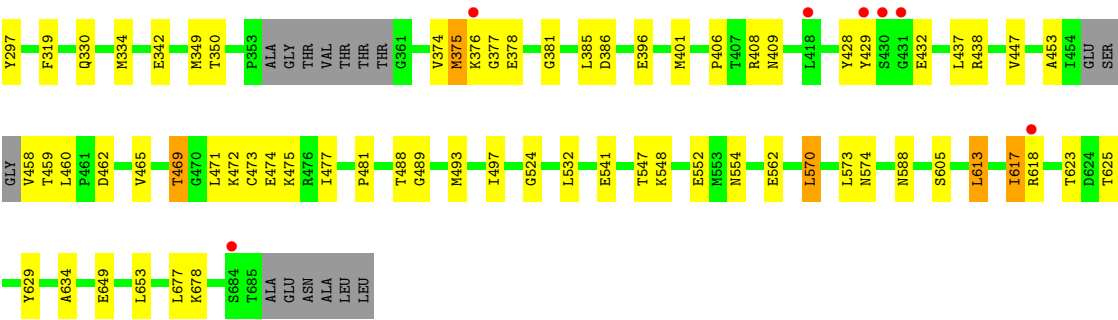 Y297 F319 Q330 M334 E342 M349 T350 P353 ALA GLY THR VAL THR THR THR G361 V374 M375 K376 G377 E378 G381 L385 D386 E396 M401 P406 T407 R408 N409 L418 Y428 Y429 S430 G431 E432 L437 R438 V447 A453 I454 GLU SER
GLY V458 T459 L460 P461 D462 V465 T469 G470 L471 K472 C473 E474 K475 R476 I477 P481 T488 G489 M493 I497 G524 L532 E541 T547 K548 E552 M553 N554 E562 L570 L573 N574 N588 S605 L613 I617 R618 T623 D624 T625
Y629 A634 E649 L653 L677 K678 S684 T685 ALA GLU ASN ALA LEU LEU